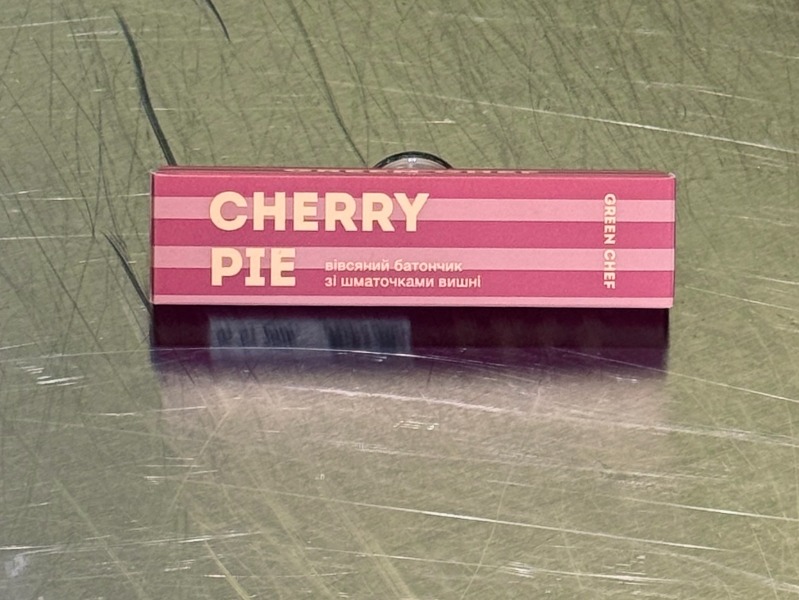 CHERRY
PIE
вівсяний батончик
зі шматочками вишні
GREEN CHEF